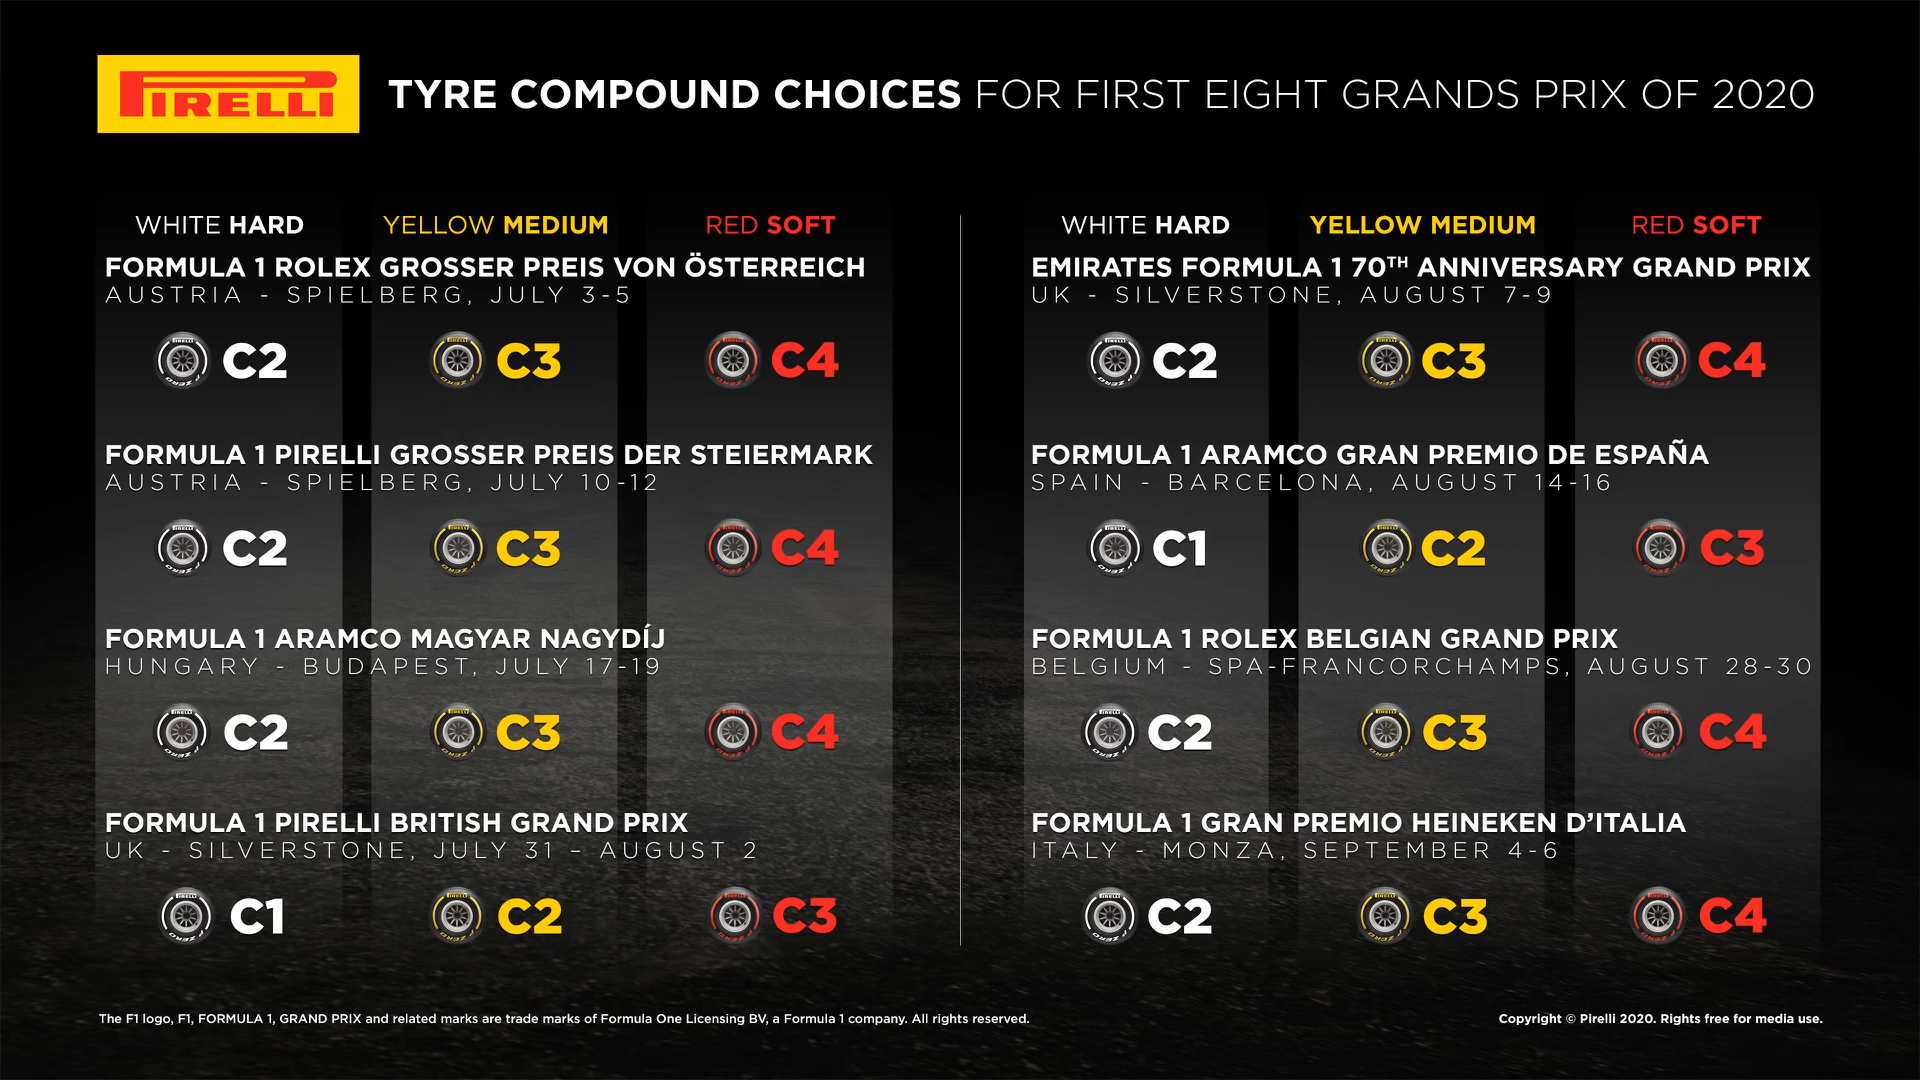 PIRELLI
TYRE COMPOUND CHOICES FOR FIRST EIGHT GRANDS PRIX OF 2020
WHITE HARD YELLOW MEDIUM RED SOFT
FORMULA 1 ROLEX GROSSER PREIS VON ÖSTERREICH
AUSTRIA - SPIELBERG, JULY 3-5
C2 C3 C4
FORMULA 1 PIRELLI GROSSER PREIS DER STEIERMARK
AUSTRIA - SPIELBERG, JULY 10-12
C2 C3 C4
FORMULA 1 ARAMCO MAGYAR NAGYDÍJ
HUNGARY - BUDAPEST, JULY 17-19
C2 C3 C4
FORMULA 1 PIRELLI BRITISH GRAND PRIX
UK - SILVERSTONE, JULY 31 – AUGUST 2
C1 C2 C3
WHITE HARD YELLOW MEDIUM RED SOFT
EMIRATES FORMULA 1 70TH ANNIVERSARY GRAND PRIX
UK - SILVERSTONE, AUGUST 7-9
C2 C3 C4
FORMULA 1 ARAMCO GRAN PREMIO DE ESPAÑA
SPAIN - BARCELONA, AUGUST 14-16
C1 C2 C3
FORMULA 1 ROLEX BELGIAN GRAND PRIX
BELGIUM - SPA-FRANCORCHAMPS, AUGUST 28-30
C2 C3 C4
FORMULA 1 GRAN PREMIO HEINEKEN D’ITALIA
ITALY - MONZA, SEPTEMBER 4-6
C2 C3 C4
The F1 logo, F1, FORMULA 1, GRAND PRIX and related marks are trade marks of Formula One Licensing BV, a Formula 1 company. All rights reserved.
Copyright © Pirelli 2020. Rights free for media use.